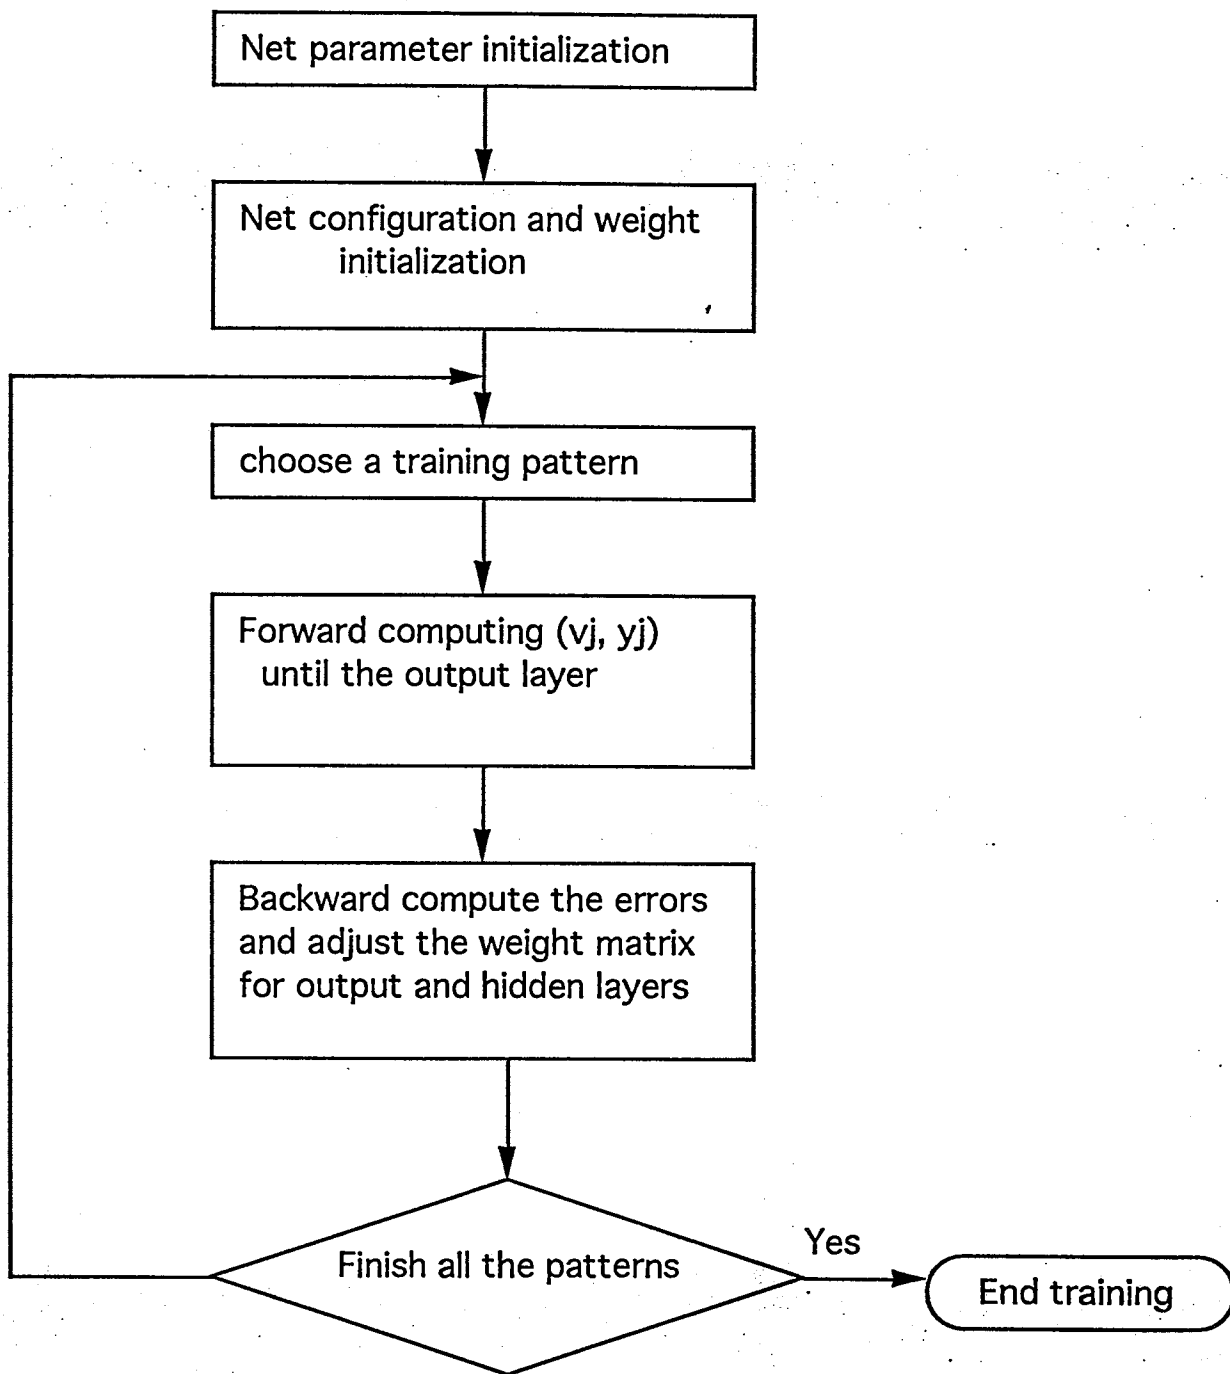 Net parameter initialization
Net configuration and weight
initialization
choose a training pattern
Forward computing (vj, yj)
until the output layer
Backward compute the errors
and adjust the weight matrix
for output and hidden layers
Finish all the patterns
Yes
End training